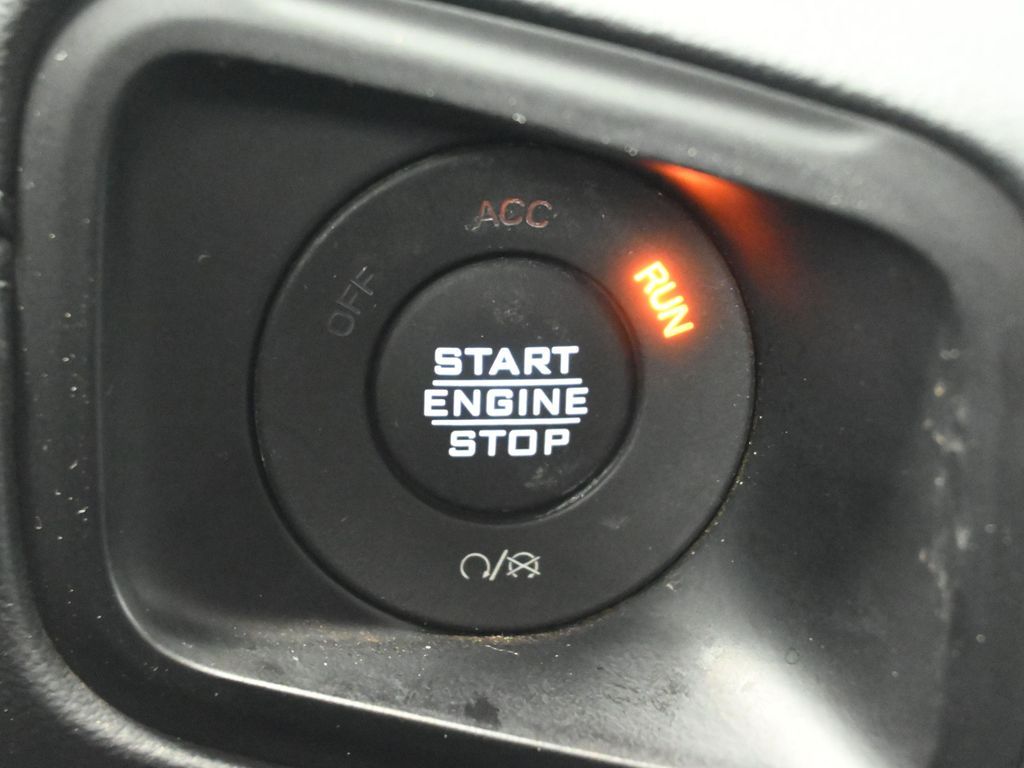 ACC
OFF
RUN
START
ENGINE
STOP